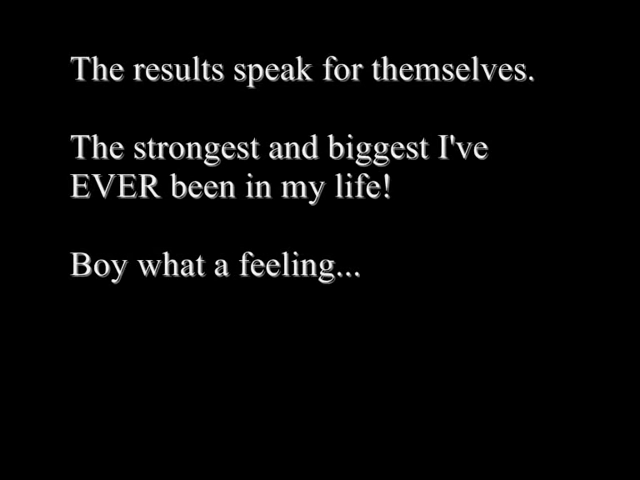 The results speak for themselves.
The strongest and biggest I've
EVER been in my life!
Boy what a feeling...